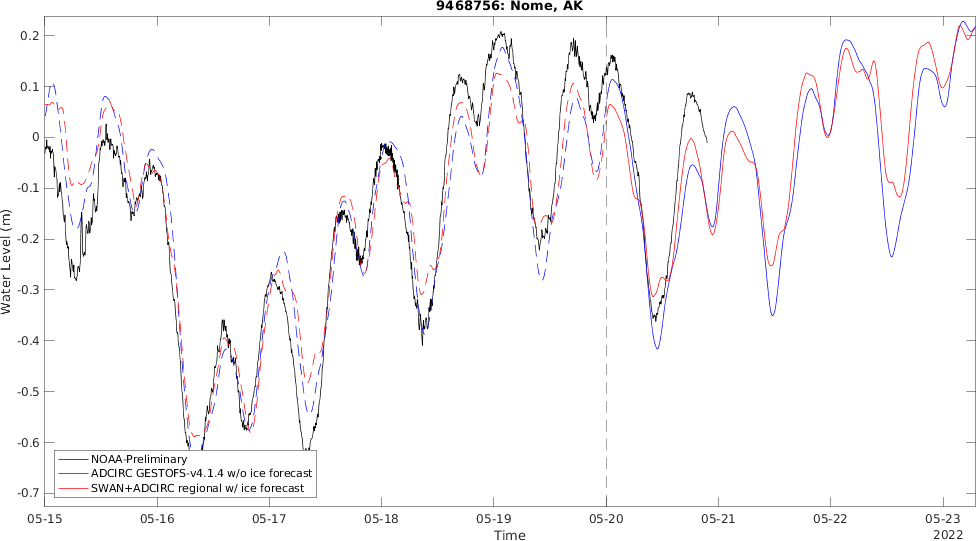 9468756: Nome, AK
0.2
0.1
0
-0.1
-0.2
-0.3
-0.4
-0.5
-0.6
-0.7
Water Level (m)
NOAA-Preliminary
ADCIRC GESTOFS-v4.1.4 w/o ice forecast
SWAN+ADCIRC regional w/ ice forecast
05-15 05-16 05-17 05-18 05-19 05-20 05-21 05-22 05-23
Time
2022